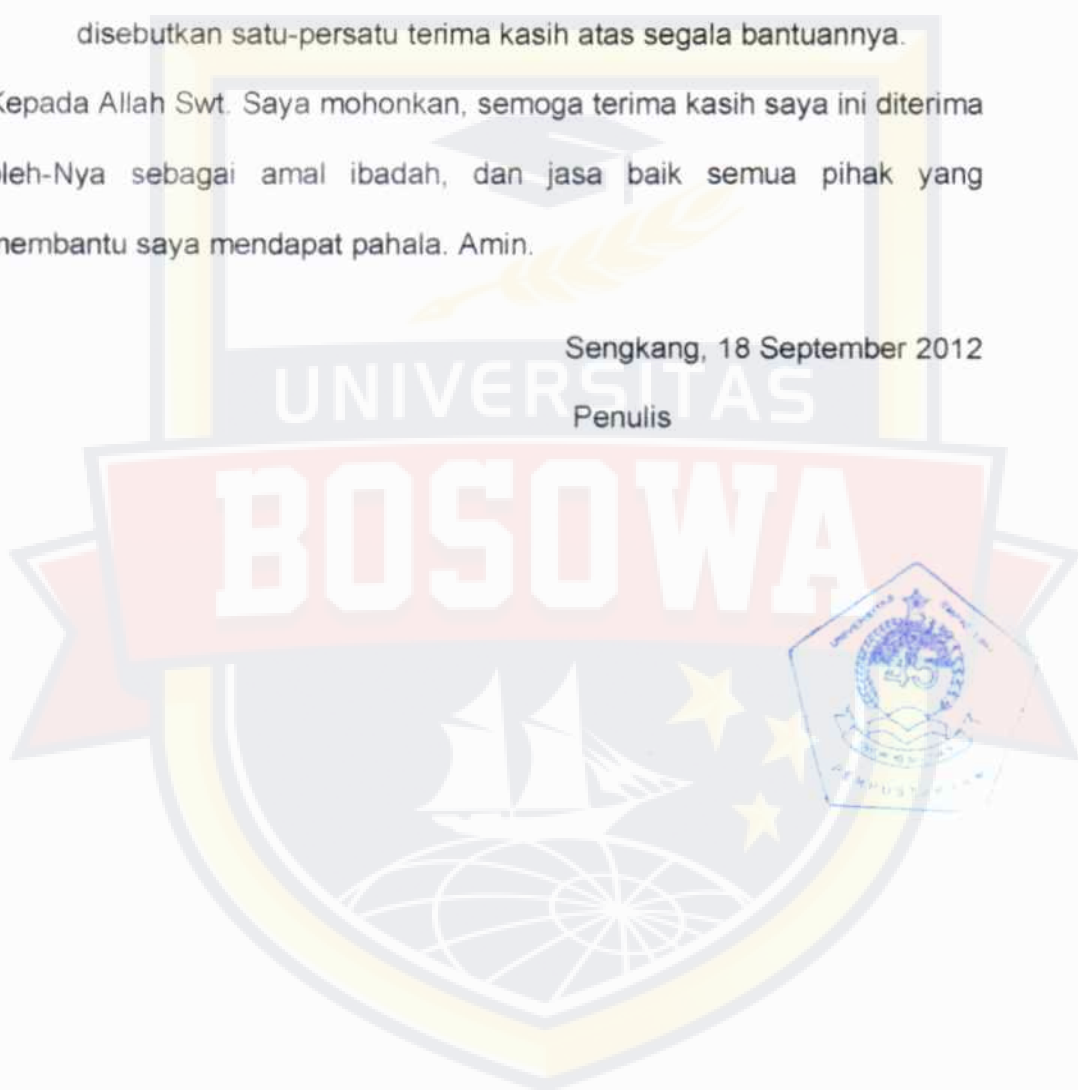 disebutkan satu-persatu terima kasih atas segala bantuannya.
Kepada Allah Swt. Saya mohonkan, semoga terima kasih saya ini diterima
oleh-Nya sebagai amal ibadah, dan jasa baik semua pihak yang
membantu saya mendapat pahala. Amin.
Sengkang, 18 September 2012
Penulis
UNIVERSITAS
BOSOWA
UNIVERSITAS
45